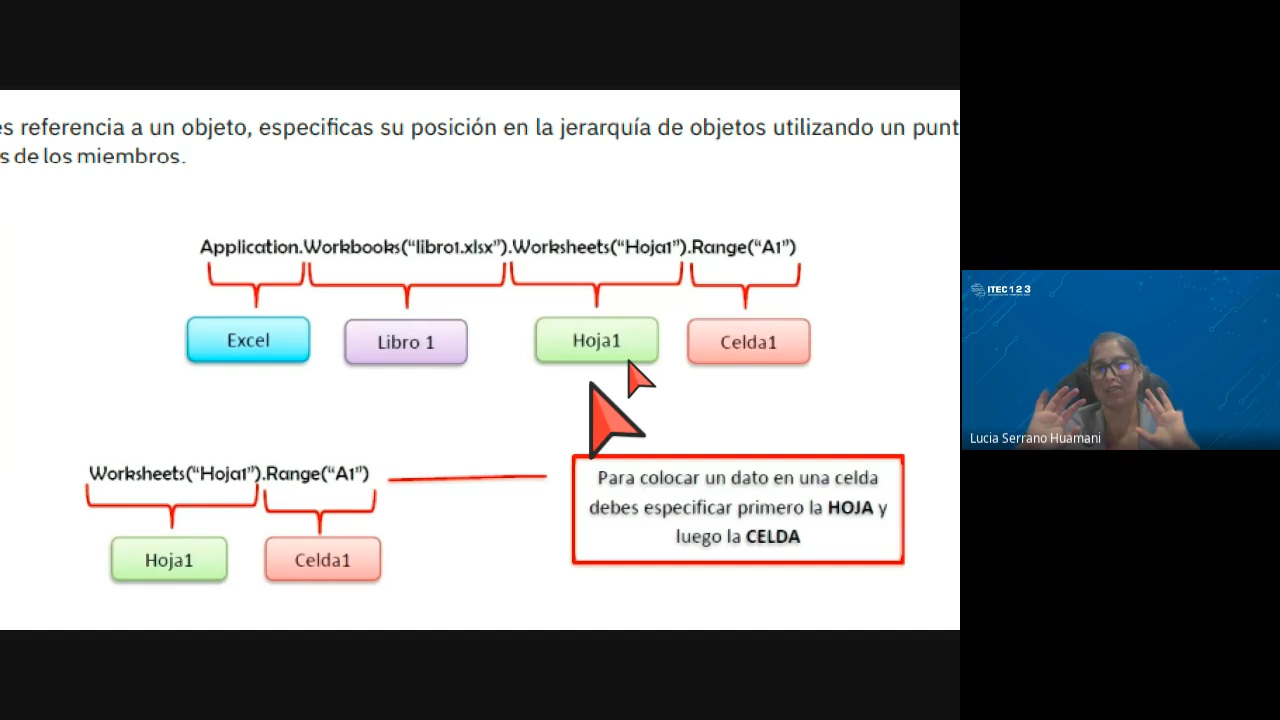 es referencia a un objeto, especificas su posición en la jerarquía de objetos utilizando un punt
s de los miembros.
Application.Workbooks(“libro1.xlsx”).Worksheets(“Hoja1”).Range(“A1”)
Excel
Libro 1
Hoja1
Celda1
ITEC 1 2 3
Lucia Serrano Huamani
Worksheets(“Hoja1”).Range(“A1”)
Para colocar un dato en una celda
debes especificar primero la HOJA y
luego la CELDA
Hoja1
Celda1